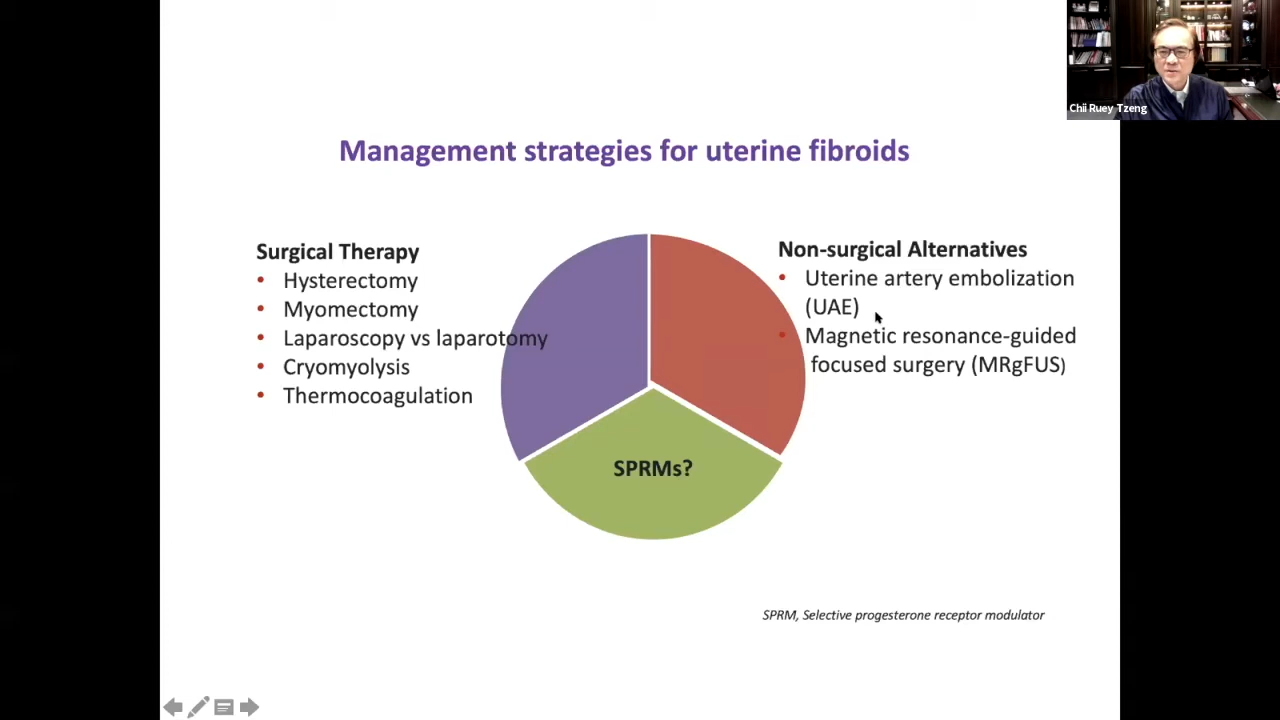 Chii Ruey Tzeng
Management strategies for uterine fibroids
Surgical Therapy
• Hysterectomy
• Myomectomy
• Laparoscopy vs laparotomy
• Cryomyolysis
• Thermocoagulation
Non-surgical Alternatives
• Uterine artery embolization
(UAE)
• Magnetic resonance-guided
focused surgery (MRgFUS)
SPRMs?
SPRM, Selective progesterone receptor modulator